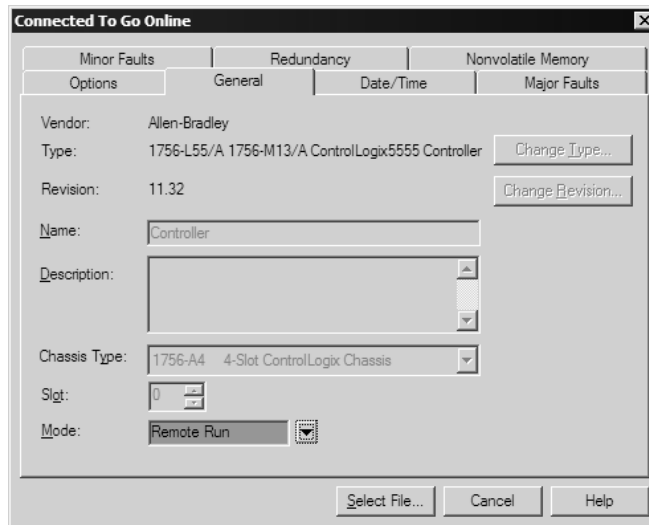 Connected To Go Online
Minor Faults Redundancy Nonvolatile Memory
Options General Date/Time Major Faults
Vendor: Allen-Bradley
Type: 1756-L55/A 1756-M13/A ControlLogix5555 Controller Change Type...
Revision: 11.32 Change Revision...
Name: Controller
Description:
Chassis Type: 1756-A4 4-Slot ControlLogix Chassis
Slot: 0
Mode: Remote Run
Select File... Cancel Help